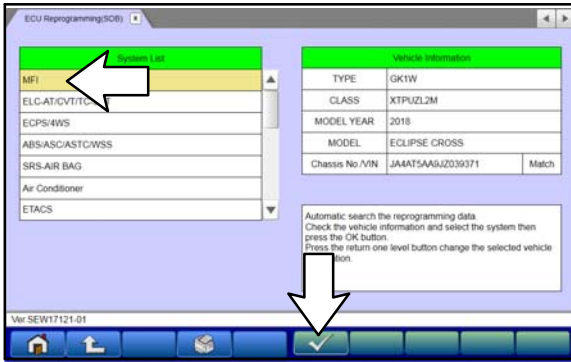 ECU Reprogramming(SOB)
System List
MFI
ELC-AT/CVT/TC-
ECPS/4WS
ABS/ASC/ASTC/WSS
SRS-AIR BAG
Air Conditioner
ETACS
Vehicle Information
TYPE GK1W
CLASS XTPUZL2M
MODEL YEAR 2018
MODEL ECLIPSE CROSS
Chassis No./VIN JA4AT5AA9JZ039371 Match
Automatic search the reprogramming data.
Check the vehicle information and select the system then
press the OK button.
Press the return one level button change the selected vehicle
Ver.SEW17121-01